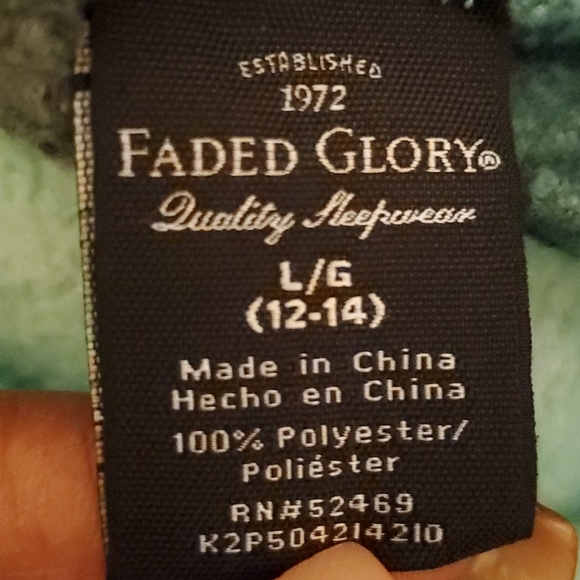 ESTABLISHED
1972
FADED GLORY®
Quality Sleepwear
L/G
(12-14)
Made in China
Hecho en China
100% Polyester/
Poliéster
RN#52469
K2P504214210